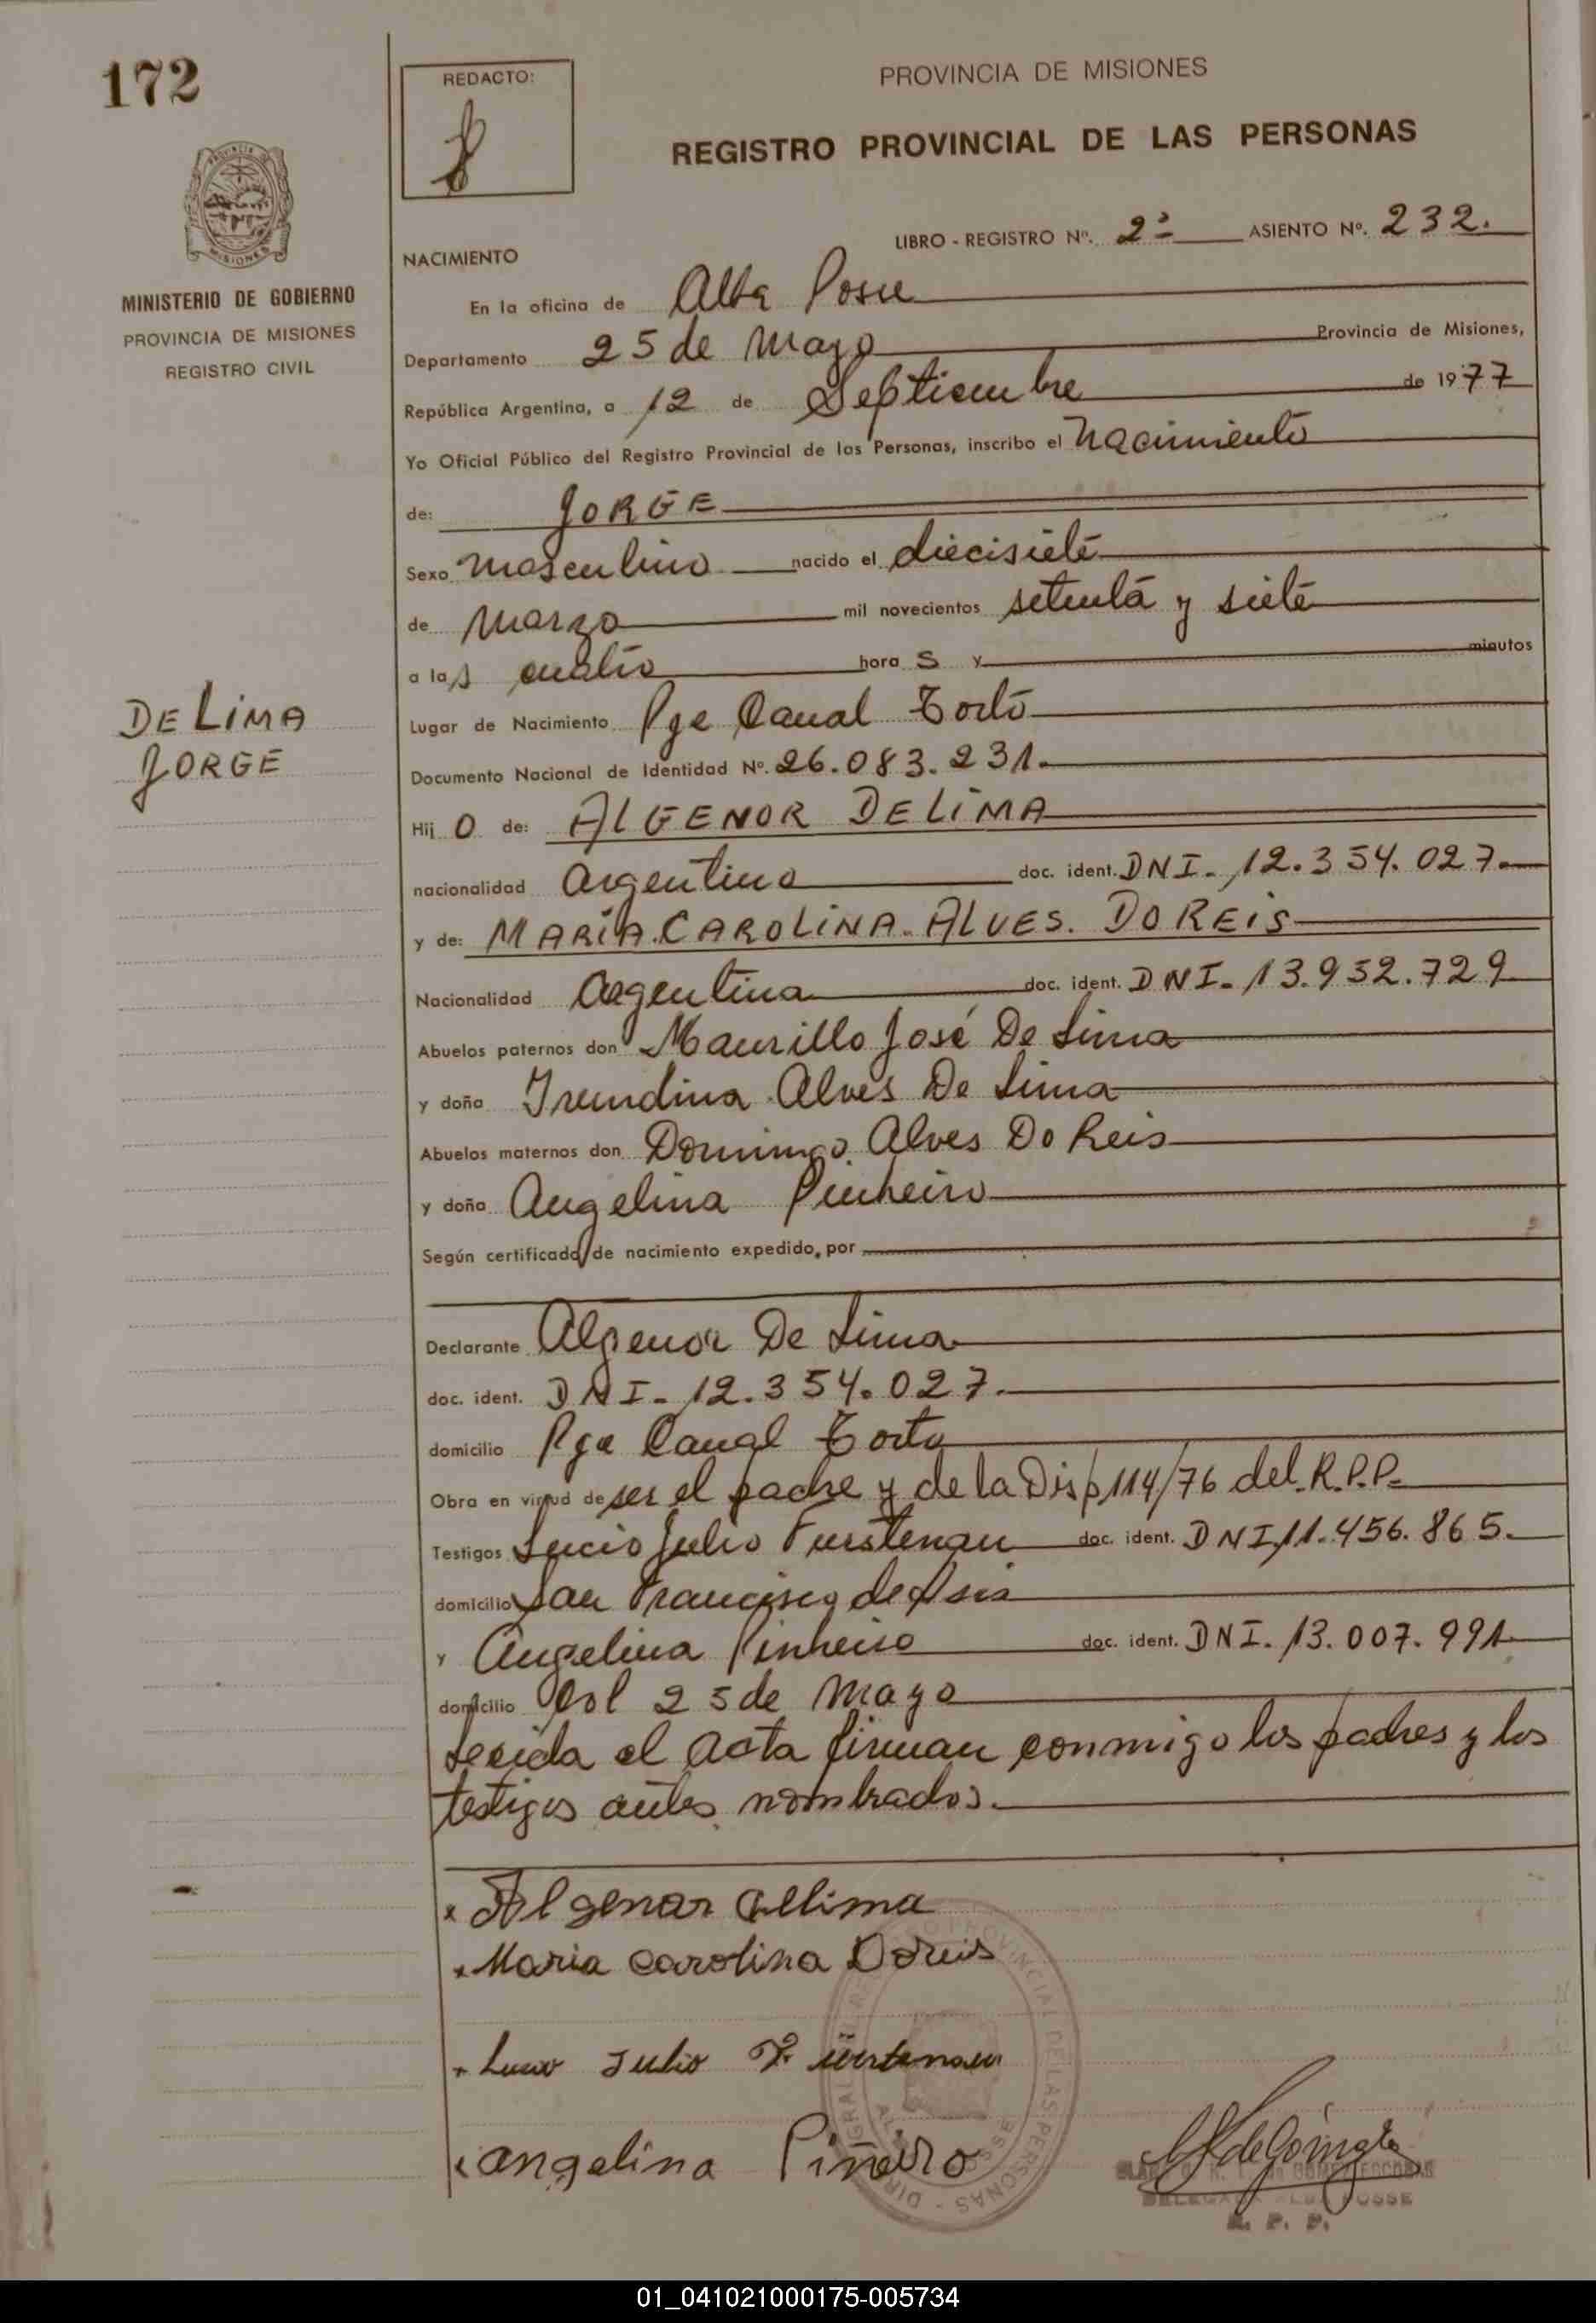 172
REDACTO:
PROVINCIA DE MISIONES
REGISTRO PROVINCIAL DE LAS PERSONAS
MINISTERIO DE GOBIERNO
PROVINCIA DE MISIONES
REGISTRO CIVIL
LIBRO - REGISTRO Nº. 2º ASIENTO Nº. 232.
NACIMIENTO
En la oficina de Alba Posse
Departamento 25 de Mayo Provincia de Misiones,
República Argentina, a 12 de Septiembre de 1977
Yo Oficial Público del Registro Provincial de las Personas, inscribo el Nacimiento
de: JORGE
Sexo masculino nacido el diecisiete
de Marzo mil novecientos setenta y siete
a las cuatro hora s y minutos
DE LIMA
JORGE
Lugar de Nacimiento Pje Canal Torto
Documento Nacional de Identidad Nº. 26.083.231.
Hij o de: ALGENOR DE LIMA
nacionalidad Argentino doc. ident. DNI. 12.354.027.
y de: MARÍA CAROLINA ALVES DO REIS
Nacionalidad Argentina doc. ident. DNI. 13.952.729
Abuelos paternos don Maurillo José De Lima
y doña Alves De Lima
Abuelos maternos don Domingo Alves Do Reis
y doña Angelina Pinheiro
Según certificado de nacimiento expedido, por
Declarante Algenor De Lima
doc. ident. DNI. 12.354.027.
domicilio Pje Canal Torto
Obra en virtud de ser el padre y de la Disp 114/76 del R.P.P.
Testigos Lucio Julio Furstenau doc. ident. DNI 11.456.865.
domicilio San Francisco de Asis
y Angelina Pinheiro doc. ident. DNI. 13.007.991.
domicilio Col 25 de Mayo
Leeida el acta firman conmigo los padres y los
testigos antes nombrados.
x Algenor Delima
x Maria carolina Doreis
x Lucio Julio Fürstenau
x angelina Piñeiro
DELEGADA ALBA POSSE
R. P. P.
01_041021000175-005734